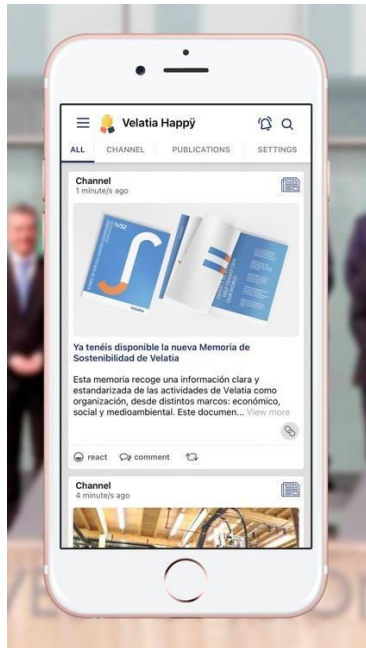 Velatia Happÿ
ALL CHANNEL PUBLICATIONS SETTINGS
Channel
1 minute/s ago
velatia
Ya tenéis disponible la nueva Memoria de
Sostenibilidad de Velatia
Esta memoria recoge una información clara y
estandarizada de las actividades de Velatia como
organización, desde distintos marcos: económico,
social y medioambiental. Este documen... View more
react comment
Channel
4 minute/s ago